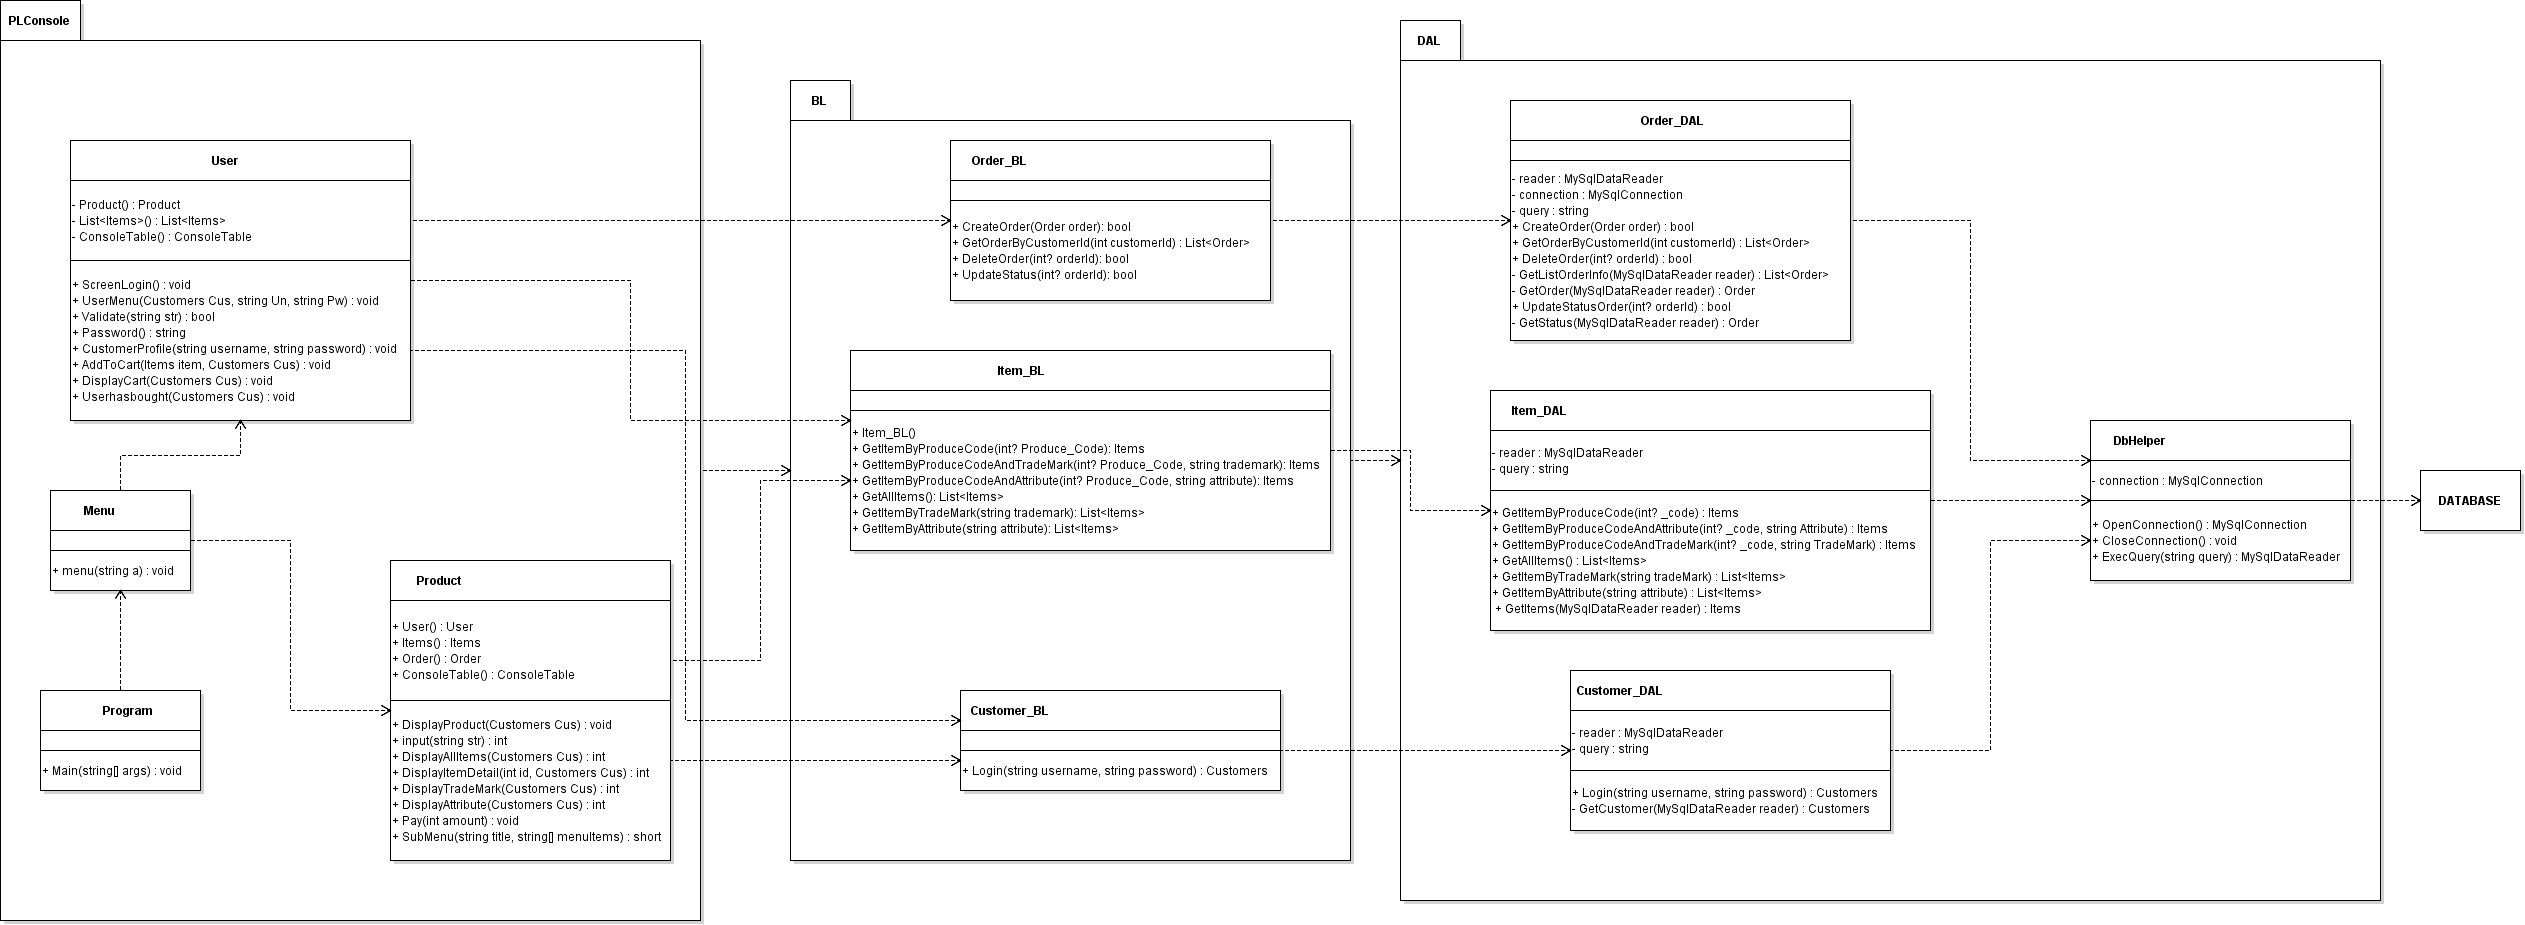 PLConsole
User
- Product() : Product
- List<Items>() : List<Items>
- ConsoleTable() : ConsoleTable
+ ScreenLogin() : void
+ UserMenu(Customers Cus, string Un, string Pw) : void
+ Validate(string str) : bool
+ Password() : string
+ CustomerProfile(string username, string password) : void
+ AddToCart(Items item, Customers Cus) : void
+ DisplayCart(Customers Cus) : void
+ Userhasbought(Customers Cus) : void
Menu
+ menu(string a) : void
Program
+ Main(string[] args) : void
Product
+ User() : User
+ Items() : Items
+ Order() : Order
+ ConsoleTable() : ConsoleTable
+ DisplayProduct(Customers Cus) : void
+ input(string str) : int
+ DisplayAllItems(Customers Cus) : int
+ DisplayItemDetail(int id, Customers Cus) : int
+ DisplayTradeMark(Customers Cus) : int
+ DisplayAttribute(Customers Cus) : int
+ Pay(int amount) : void
+ SubMenu(string title, string[] menuItems) : short
BL
Order_BL
+ CreateOrder(Order order): bool
+ GetOrderByCustomerId(int customerId) : List<Order>
+ DeleteOrder(int? orderId): bool
+ UpdateStatus(int? orderId): bool
Item_BL
+ Item_BL()
+ GetItemByProduceCode(int? Produce_Code): Items
+ GetItemByProduceCodeAndTradeMark(int? Produce_Code, string trademark): Items
+ GetItemByProduceCodeAndAttribute(int? Produce_Code, string attribute): Items
+ GetAllItems(): List<Items>
+ GetItemByTradeMark(string trademark): List<Items>
+ GetItemByAttribute(string attribute): List<Items>
Customer_BL
+ Login(string username, string password) : Customers
DAL
Order_DAL
- reader : MySqlDataReader
- connection : MySqlConnection
- query : string
+ CreateOrder(Order order) : bool
+ GetOrderByCustomerId(int customerId) : List<Order>
+ DeleteOrder(int? orderId) : bool
- GetListOrderInfo(MySqlDataReader reader) : List<Order>
- GetOrder(MySqlDataReader reader) : Order
+ UpdateStatusOrder(int? orderId) : bool
- GetStatus(MySqlDataReader reader) : Order
Item_DAL
- reader : MySqlDataReader
- query : string
+ GetItemByProduceCode(int? _code) : Items
+ GetItemByProduceCodeAndAttribute(int? _code, string Attribute) : Items
+ GetItemByProduceCodeAndTradeMark(int? _code, string TradeMark) : Items
+ GetAllItems() : List<Items>
+ GetItemByTradeMark(string tradeMark) : List<Items>
+ GetItemByAttribute(string attribute) : List<Items>
+ GetItems(MySqlDataReader reader) : Items
Customer_DAL
- reader : MySqlDataReader
- query : string
+ Login(string username, string password) : Customers
- GetCustomer(MySqlDataReader reader) : Customers
DbHelper
- connection : MySqlConnection
+ OpenConnection() : MySqlConnection
+ CloseConnection() : void
+ ExecQuery(string query) : MySqlDataReader
DATABASE